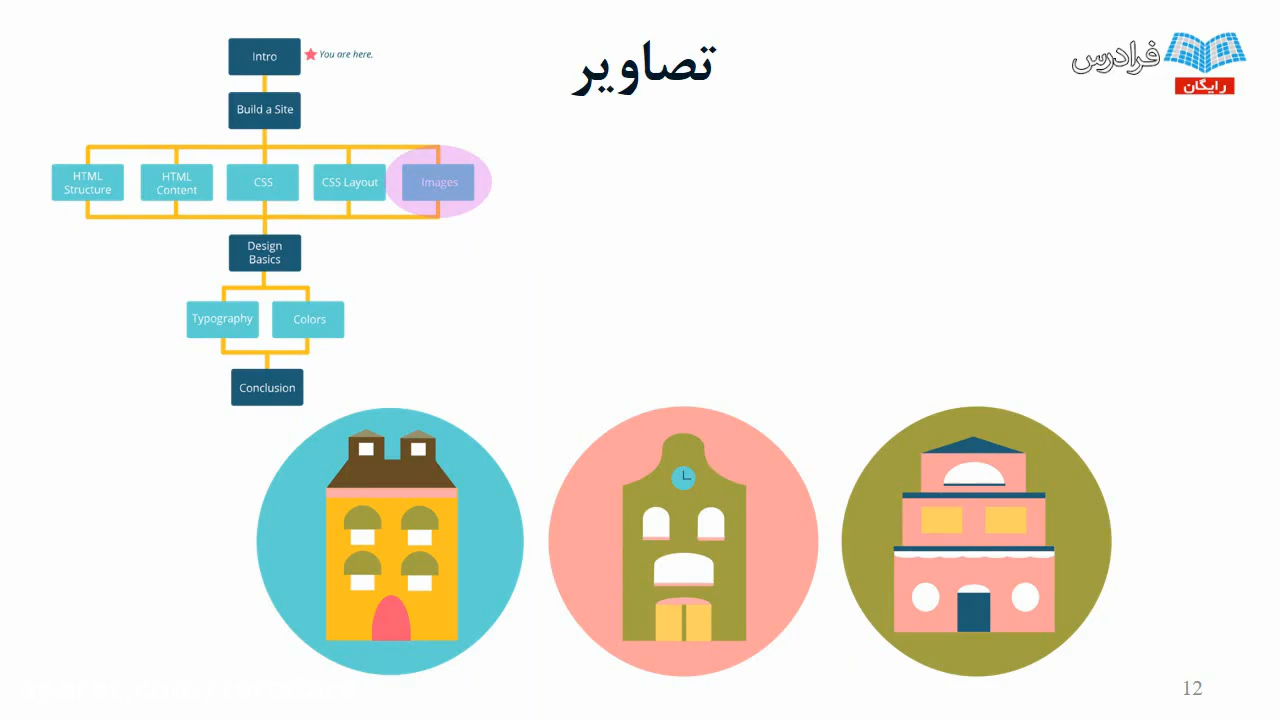 تصاویر
فرادرس
رایگان
Intro
You are here.
Build a Site
HTML
Structure
HTML
Content
CSS
CSS Layout
Images
Design
Basics
Typography
Colors
Conclusion
12